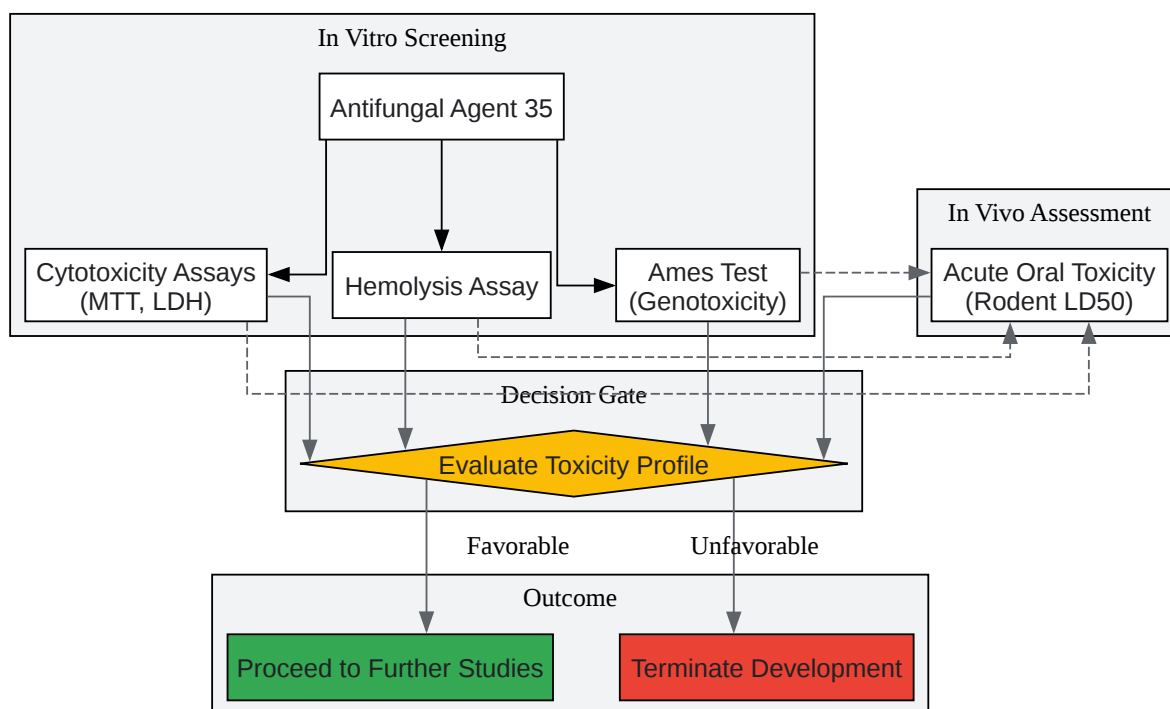 In Vitro Screening
Antifungal Agent 35
In Vivo Assessment
Cytotoxicity Assays
(MTT, LDH)
Hemolysis Assay
Ames Test
(Genotoxicity)
Acute Oral Toxicity
(Rodent LD50)
Decision Gate
Evaluate Toxicity Profile
Favorable
Unfavorable
Outcome
Proceed to Further Studies
Terminate Development